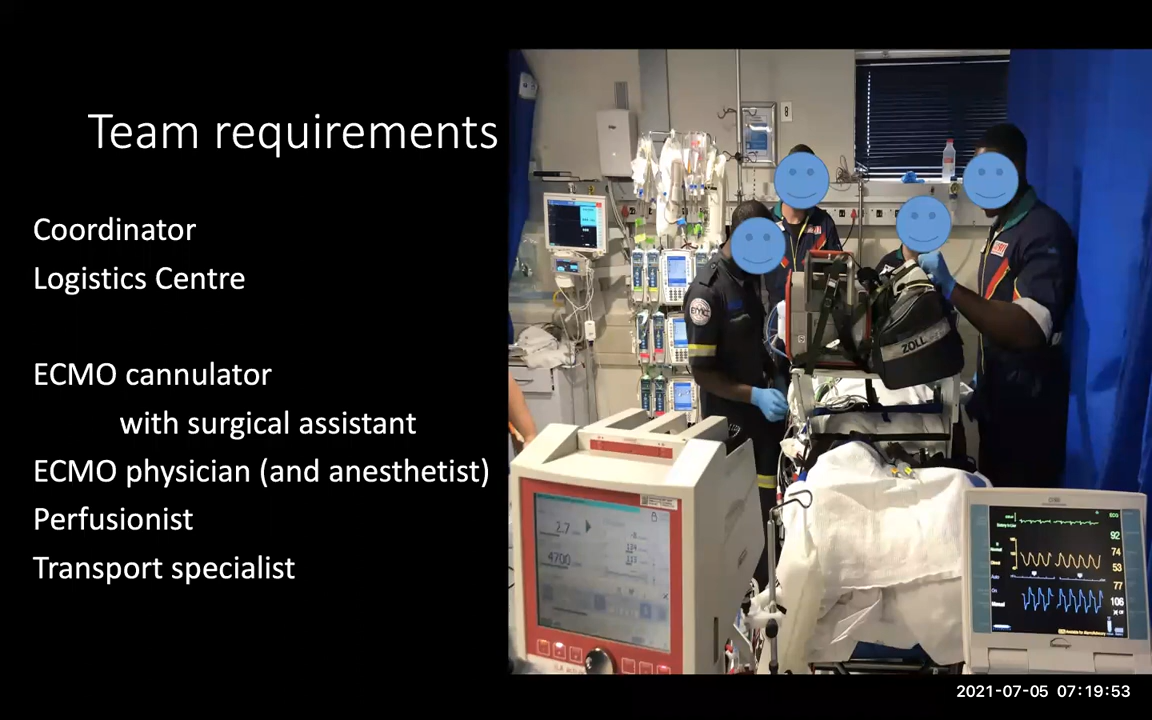 Team requirements
Coordinator
Logistics Centre
ECMO cannulator
with surgical assistant
ECMO physician (and anesthetist)
Perfusionist
Transport specialist
ZOLL
2.7
4700
ECG
92
74
53
77
106
2021-07-05 07:19:53